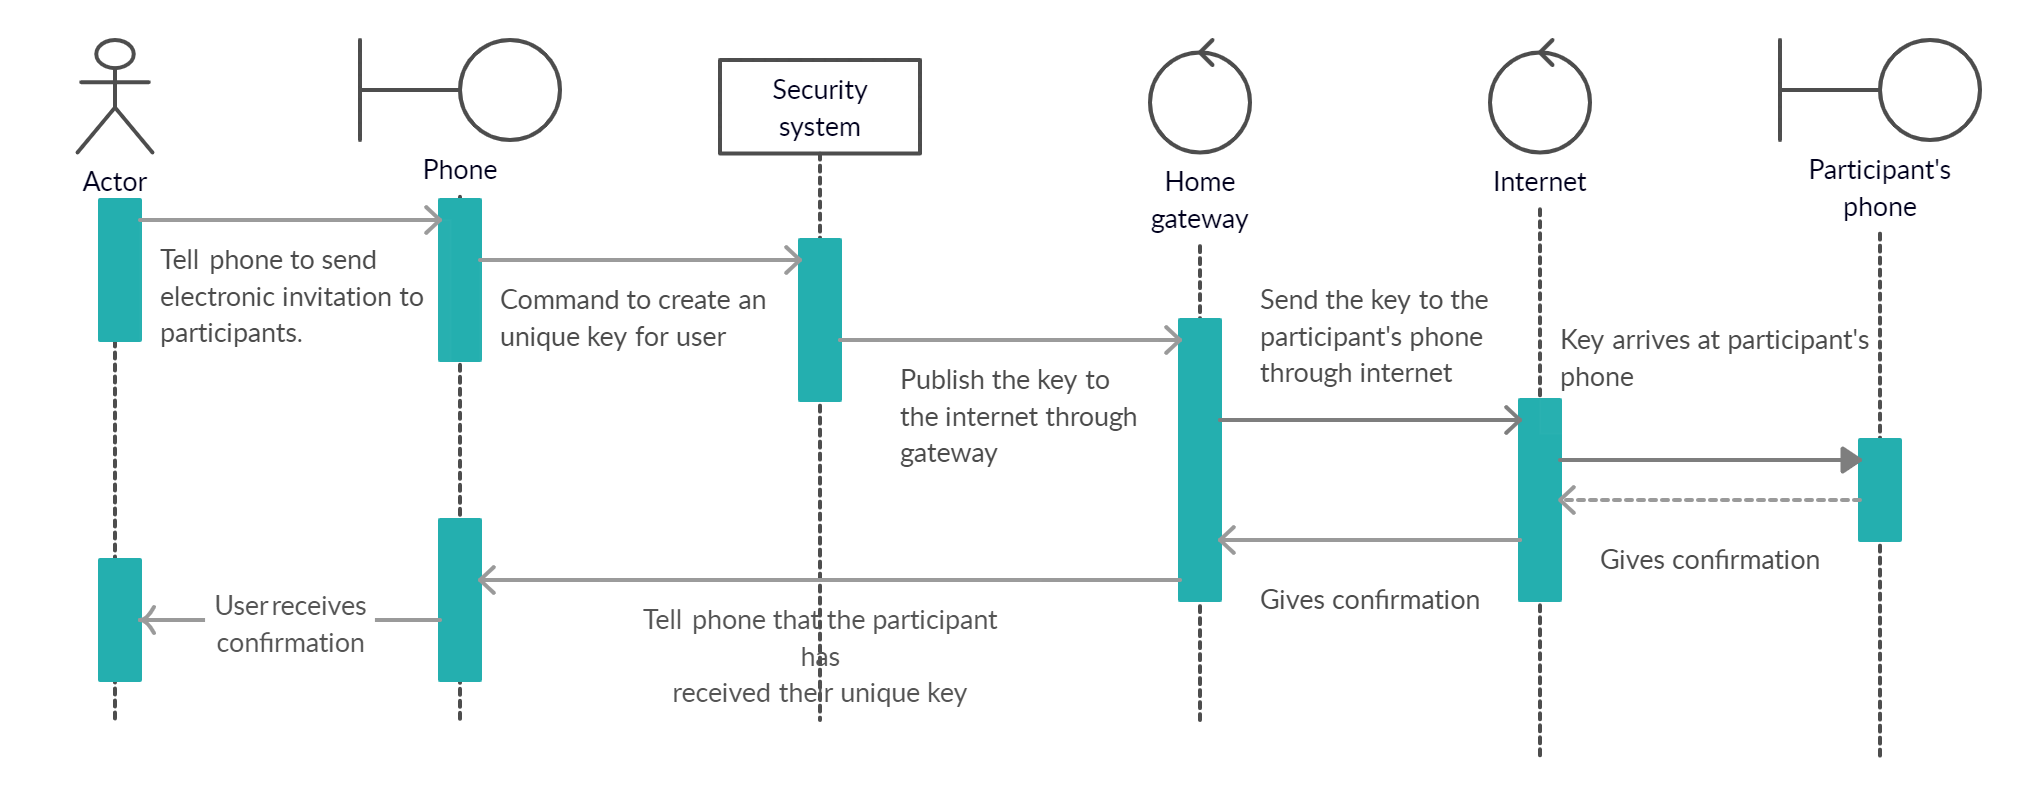 Security
system
Actor
Phone
Home
gateway
Internet
Participant's
phone
Tell phone to send
electronic invitation to
participants.
Command to create an
unique key for user
Publish the key to
the internet through
gateway
Send the key to the
participant's phone
through internet
Key arrives at participant's
phone
Gives confirmation
Gives confirmation
Tell phone that the participant
has
received their unique key
User receives
confirmation